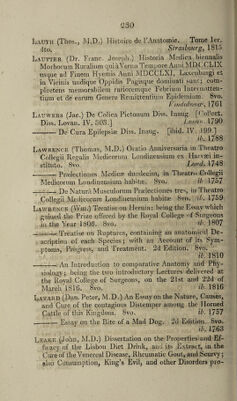 230
LAUTH (Thos., M.D.) Histoire de l'Anatomie. Tome 1er.
4to. Strasbourg, 1815
LAUTTER (Dr. Franc. Joseph.) Historia Medica biennalis
Morborum Ruralium qui à Verno Tempore Anni MDCCLIX
usque ad Finem Hyemis Anni MDCCLXI, Laxenburgi et
in Vicinis undique Oppidis Pagisque dominati sunt; com-
plectens memorabilem rarioremque Febrium Intermitten-
tium et de earum Genere Remittentium Epidemiam. 8vo.
Vindobonæ, 1761
LAUWERS (Jac.) De Colica Pictonum Diss. Inaug. [Collect.
Diss. Lovan. IV. 503.] Lovan. 1790
—— De Cura Epilepsiæ Diss. Inaug. [ibid. IV. 199.]
ib. 1788
LAWRENCE (Thomas, M.D.) Oratio Anniversaria in Theatro
Collegii Regalis Medicorum Londinensium ex Harvæi in-
stituto. 8vo. Lond. 1748
—— Prælectiones Medicæ duodecim, in Theatro Collegii
Medicorum Londinensium habitæ. 8vo. ib. 1757
—— De Naturâ Musculorum Prælectiones tres, in Theatro
Collegii Medicorum Londinensium habitæ 8vo. ib. 1759
LAWRENCE (Wm.) Treatise on Hernia: being the Essay which
gained the Prize offered by the Royal College of Surgeons
in the Year 1806. 8vo. ib. 1807
—— Treatise on Ruptures, containing an anatomical De-
scription of each Species; with an Account of its Symp-
toms, Progress, and Treatment. 2d Edition. 8vo.
ib. 1810
—— An Introduction to comparative Anatomy and Phy-
siology; being the two introductory Lectures delivered at
the Royal College of Surgeons, on the 21st and 22d of
March 1816. 8vo. ib. 1816
LAYARD (Dan. Peter, M.D.) An Essay on the Nature, Causes,
and Cure of the contagious Distemper among the Horned
Cattle of this Kingdom. 8vo. ib. 1757
—— Essay on the Bite of a Mad Dog. 2d Edition. 8vo.
ib. 1763
LEAKE (John, M.D.) Dissertation on the Properties and Ef-
ficacy of the Lisbon Diet Drink, and its Extract, in the
Cure of the Venereal Disease, Rheumatic Gout, and Scurvy;
also Consumption, King's Evil, and other Disorders pro-